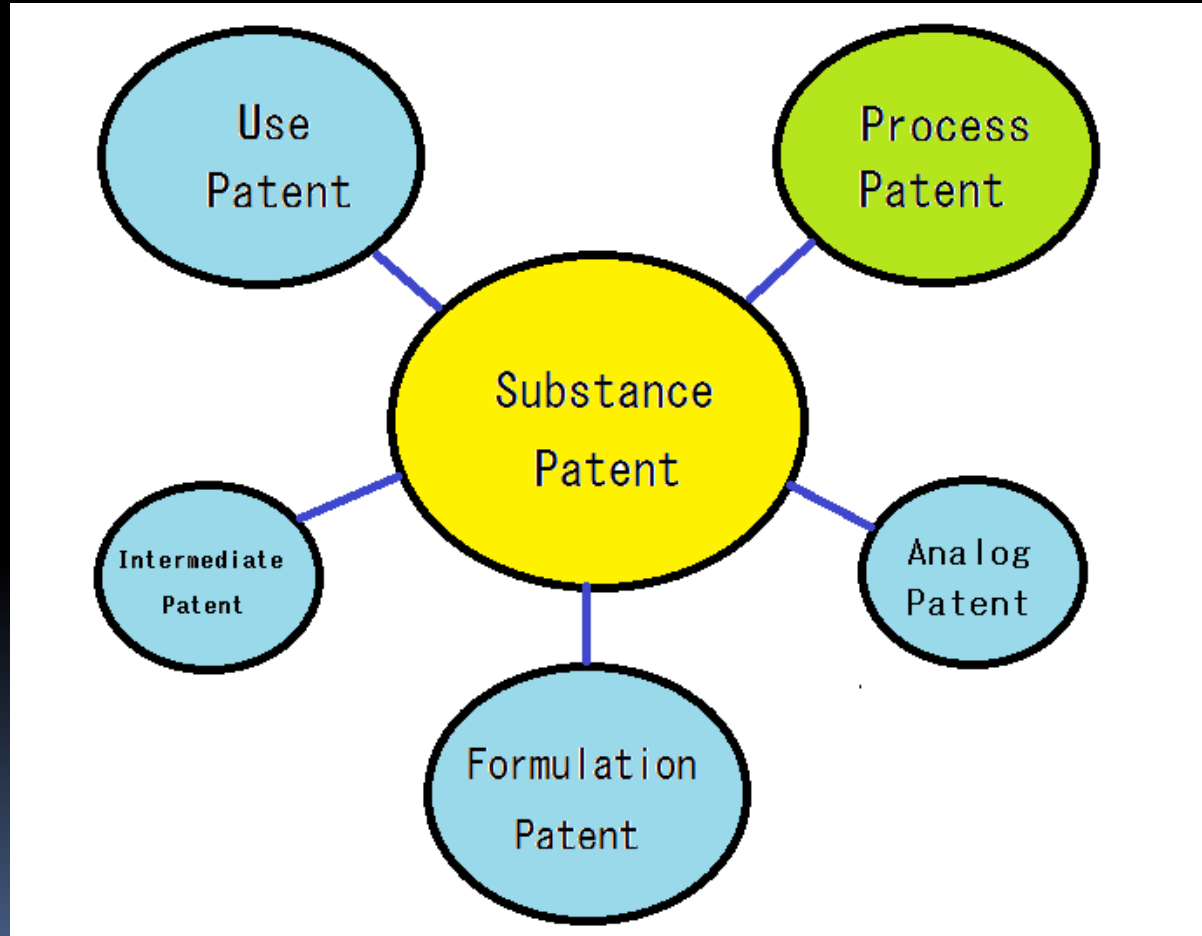 Use
Patent
Process
Patent
Substance
Patent
Intermediate
Patent
Analog
Patent
Formulation
Patent